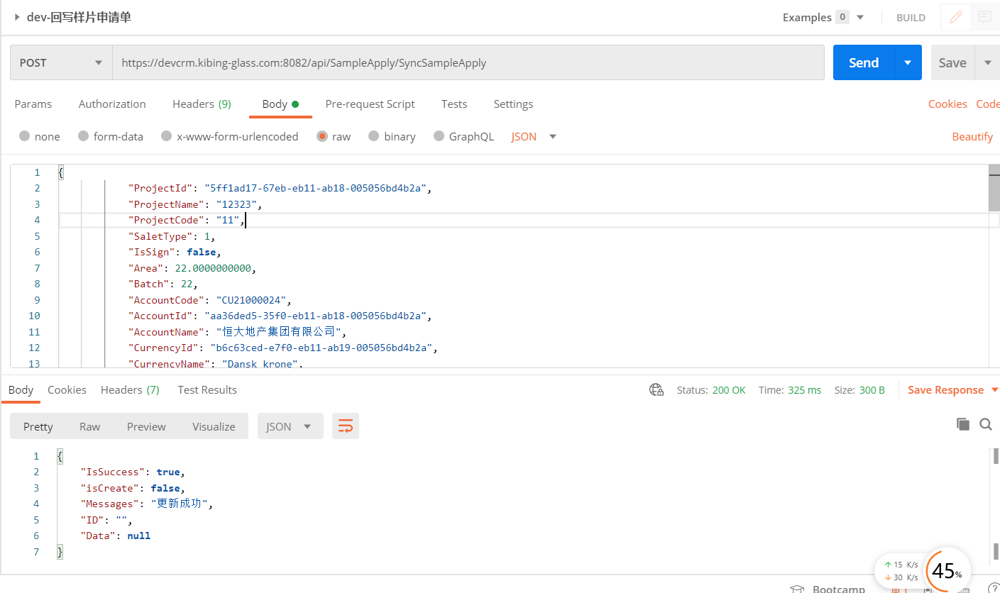 dev-回写样片申请单 Examples 0 BUILD
POST https://devcrm.kibing-glass.com:8082/api/SampleApply/SyncSampleApply Send Save
Params Authorization Headers (9) Body Pre-request Script Tests Settings Cookies Code
none form-data x-www-form-urlencoded raw binary GraphQL JSON Beautify
1 {
2 "ProjectId": "5ff1ad17-67eb-eb11-ab18-005056bd4b2a",
3 "ProjectName": "12323",
4 "ProjectCode": "11",
5 "SaletType": 1,
6 "IsSign": false,
7 "Area": 22.0000000000,
8 "Batch": 22,
9 "AccountCode": "CU21000024",
10 "AccountId": "aa36ded5-35f0-eb11-ab18-005056bd4b2a",
11 "AccountName": "恒大地产集团有限公司",
12 "CurrencyId": "b6c63ced-e7f0-eb11-ab19-005056bd4b2a",
13 "CurrencyName": "Dansk krone",
Body Cookies Headers (7) Test Results Status: 200 OK Time: 325 ms Size: 300 B Save Response
Pretty Raw Preview Visualize JSON
1 {
2 "IsSuccess": true,
3 "isCreate": false,
4 "Messages": "更新成功",
5 "ID": "",
6 "Data": null
7 }
15 K/s
30 K/s
45%
Bootcamp